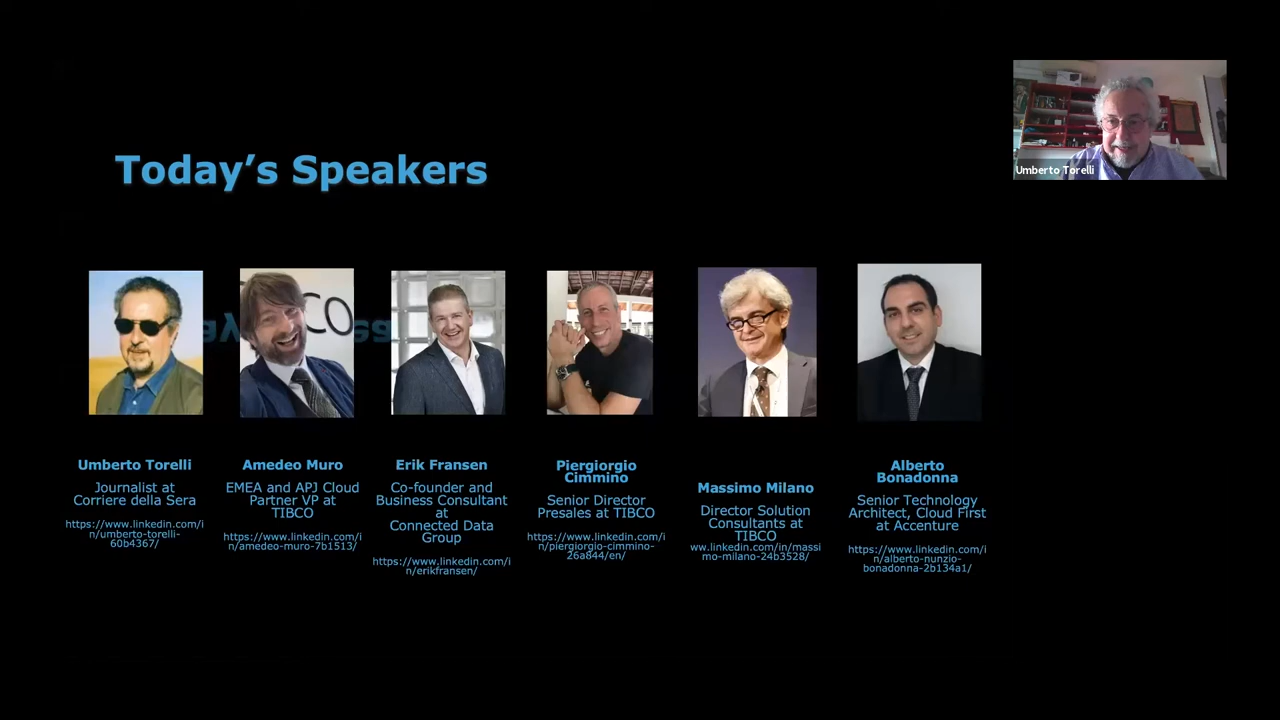 Today's Speakers
Umberto Torelli
CO
Umberto Torelli
Journalist at
Corriere della Sera
https://www.linkedin.com/i
n/umberto-torelli-
60b4367/
Amedeo Muro
EMEA and APJ Cloud
Partner VP at
TIBCO
https://www.linkedin.com/i
n/amedeo-muro-7b1513/
Erik Fransen
Co-founder and
Business Consultant
at
Connected Data
Group
https://www.linkedin.com/i
n/erikfransen/
Piergiorgio
Cimmino
Senior Director
Presales at TIBCO
https://www.linkedin.com/i
n/piergiorgio-cimmino-
26a844/en/
Massimo Milano
Director Solution
Consultants at
TIBCO
ww.linkedin.com/in/massi
mo-milano-24b3528/
Alberto
Bonadonna
Senior Technology
Architect, Cloud First
at Accenture
https://www.linkedin.com/i
n/alberto-nunzio-
bonadonna-2b134a1/